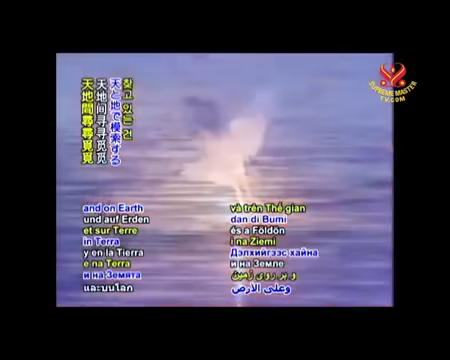 SUPREME MASTER
TV.COM
찾고 있는 건
天と地で模索する
天地间寻寻觅觅
天地間尋尋覓覓
and on Earth
und auf Erden
et sur Terre
in Terra
y en la Tierra
e na Terra
и на Земята
และบนโลก
và trên Thế gian
dan di Bumi
és a Földön
i na Ziemi
Дэлхийгээс хайна
и на Земле
و بر روی زمین
وعلى الارض